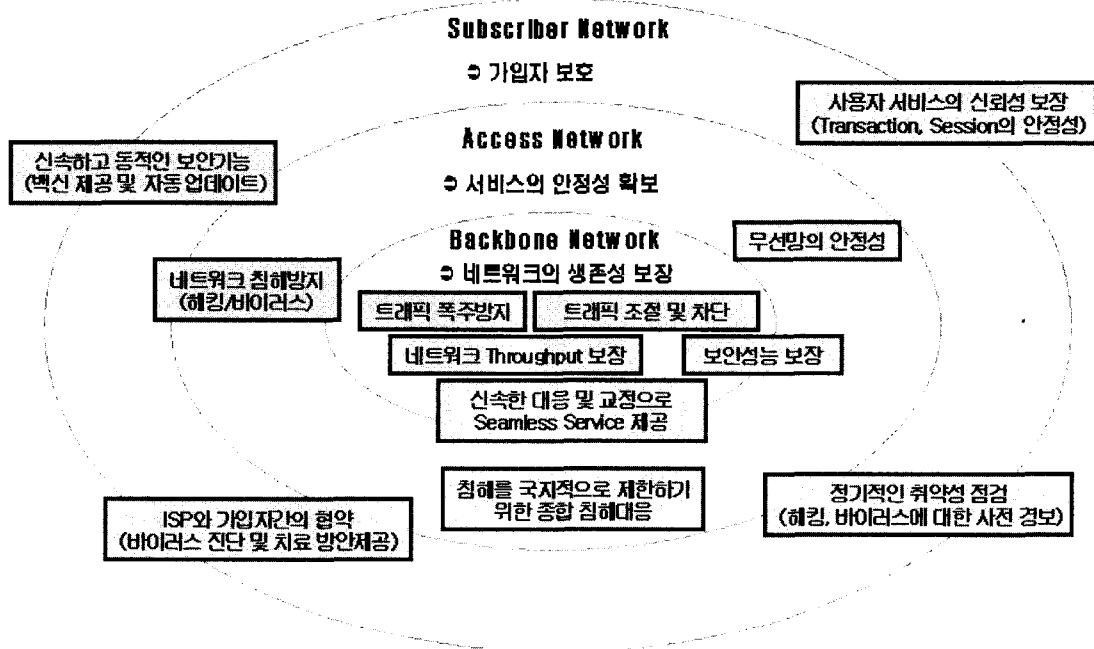 Subscriber Network
➲ 가입자 보호
사용자 서비스의 신뢰성 보장
(Transaction, Session의 안정성)
Access Network
신속하고 동적인 보안기능
(백신 제공 및 자동업데이트)
➲ 서비스의 안정성 확보
Backbone Network
무선망의 안정성
➲ 네트워크의 생존성 보장
네트워크 침해방지
(해킹/바이러스)
트래픽 폭주방지
트래픽 조절 및 차단
네트워크 Throughput 보장
보안성능 보장
신속한 대응 및 교정으로
Seamless Service 제공
침해를 국지적으로 제한하기
위한 종합 침해대응
정기적인 취약성 점검
(해킹, 바이러스에 대한 사전 경보)
ISP와 가입자간의 협약
(바이러스 진단 및 치료 방안제공)